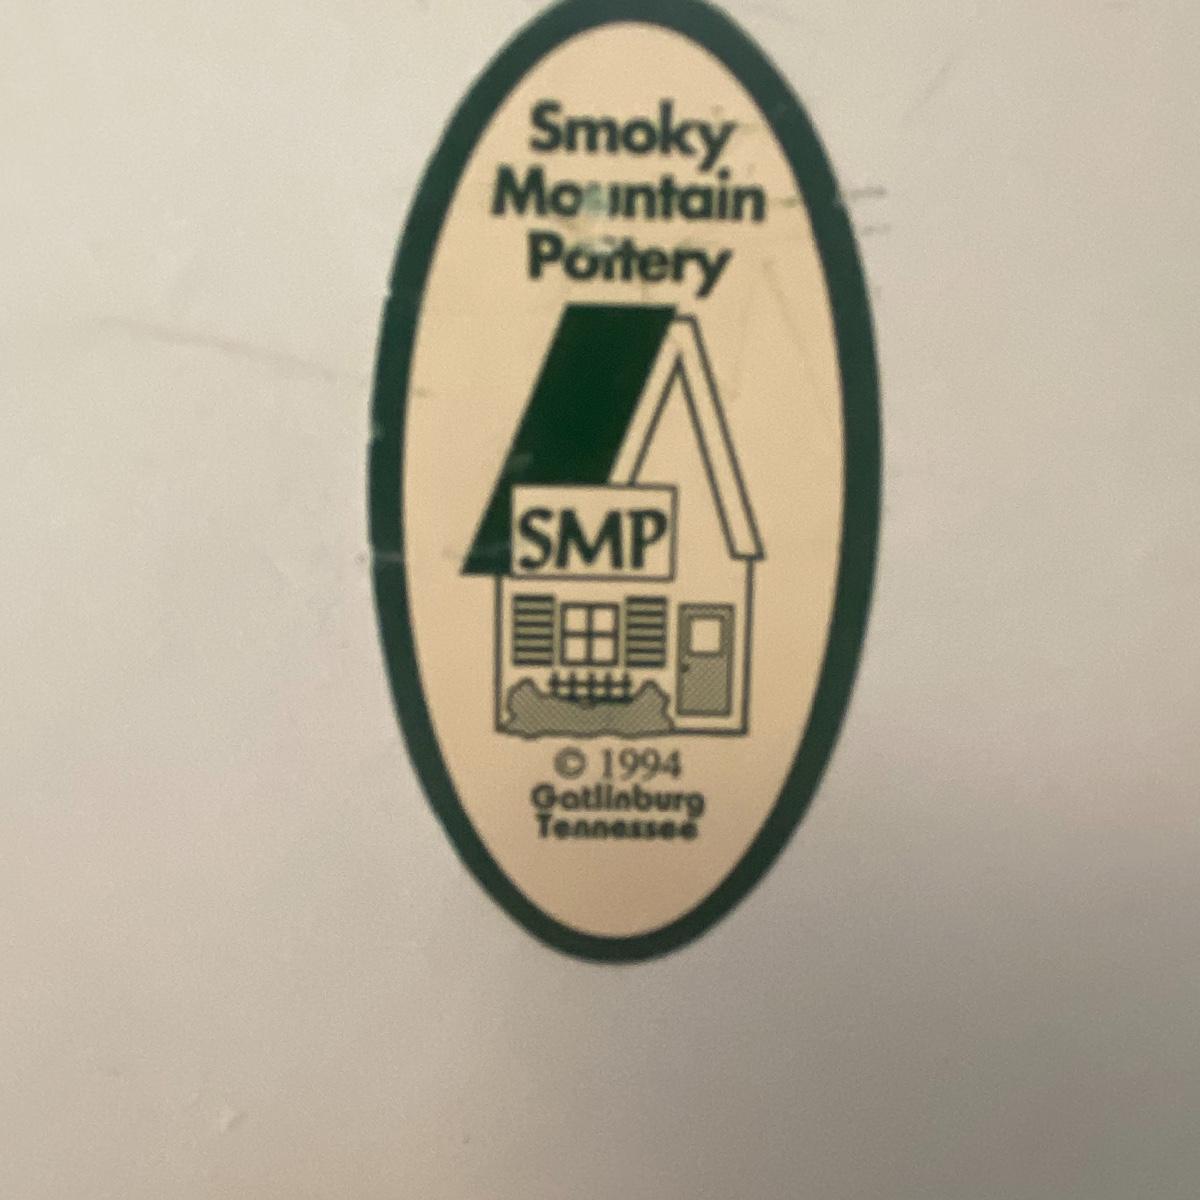 Smoky
Mountain
Pottery
SMP
© 1994
Gatlinburg
Tennessee